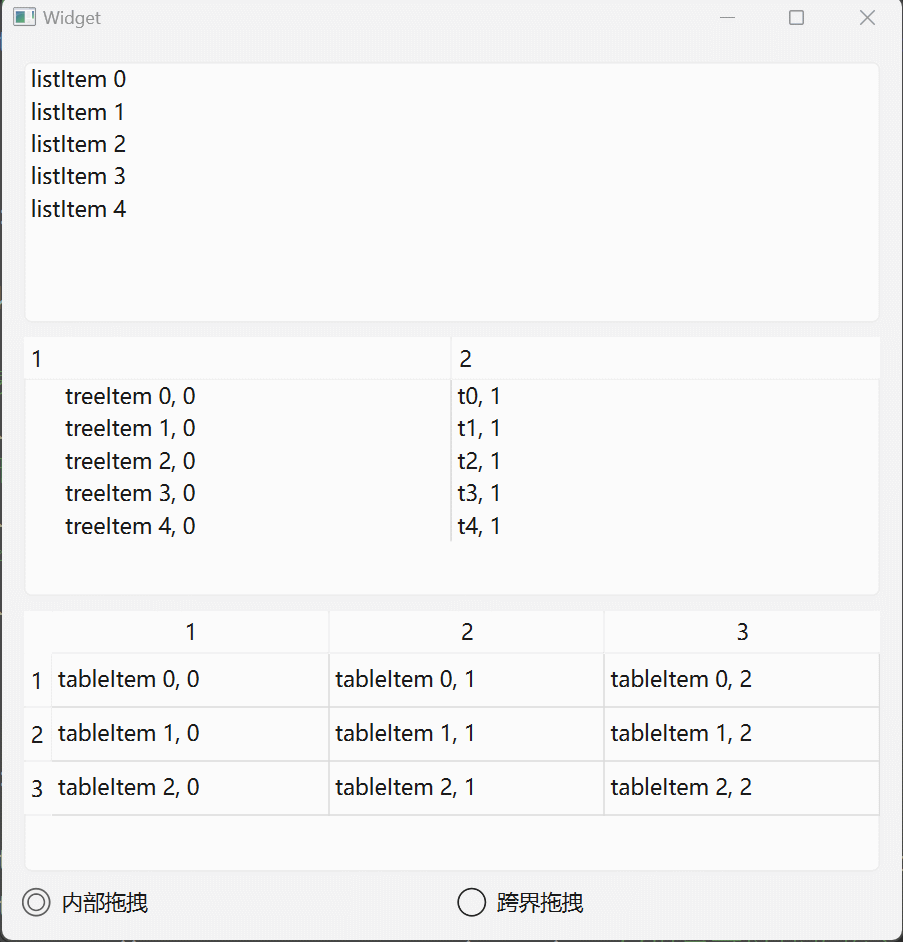 Widget
listItem 0
listItem 1
listItem 2
listItem 3
listItem 4
1 2
treeItem 0, 0 t0, 1
treeItem 1, 0 t1, 1
treeItem 2, 0 t2, 1
treeItem 3, 0 t3, 1
treeItem 4, 0 t4, 1
1 2 3
1 tableItem 0, 0 tableItem 0, 1 tableItem 0, 2
2 tableItem 1, 0 tableItem 1, 1 tableItem 1, 2
3 tableItem 2, 0 tableItem 2, 1 tableItem 2, 2
内部拖拽 跨界拖拽